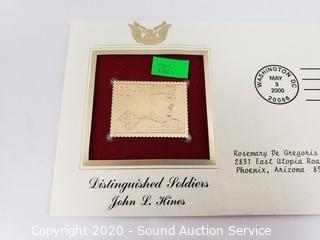 202.
WASHINGTON DC
MAY
3
2000
20066
Rosemary De Gregoris
2831 East Utopia Roa
Phoenix, Arizona 85
Distinguished Soldiers
John L. Hines
Copyright 2020 - Sound Auction Service